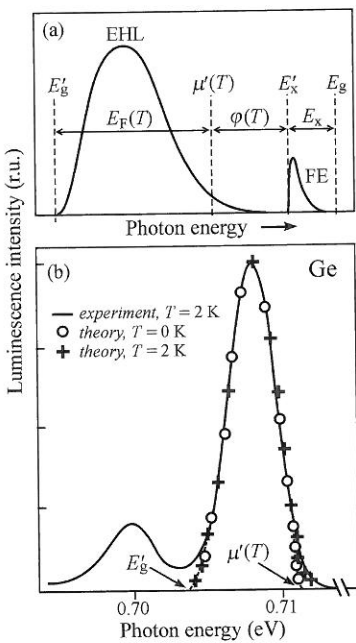 (a)
EHL
E′g
μ′(T)
E′x
Eg
EF(T)
φ(T)
Ex
FE
Photon energy
Luminescence intensity (r.u.)
(b)
Ge
experiment, T = 2 K
theory, T = 0 K
theory, T = 2 K
E′g
μ′(T)
0.70
0.71
Photon energy (eV)